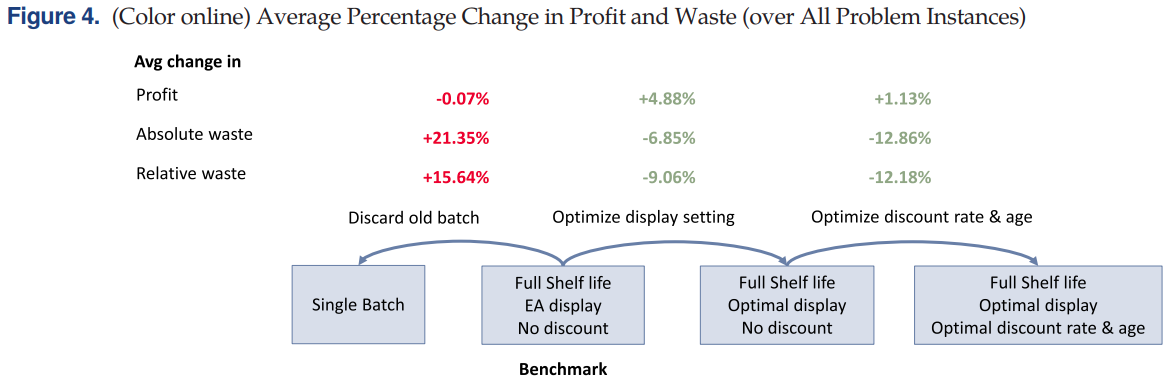 Figure 4. (Color online) Average Percentage Change in Profit and Waste (over All Problem Instances)
Avg change in
Profit -0.07% +4.88% +1.13%
Absolute waste +21.35% -6.85% -12.86%
Relative waste +15.64% -9.06% -12.18%
Discard old batch Optimize display setting Optimize discount rate & age
Single Batch
Full Shelf life
EA display
No discount
Full Shelf life
Optimal display
No discount
Full Shelf life
Optimal display
Optimal discount rate & age
Benchmark